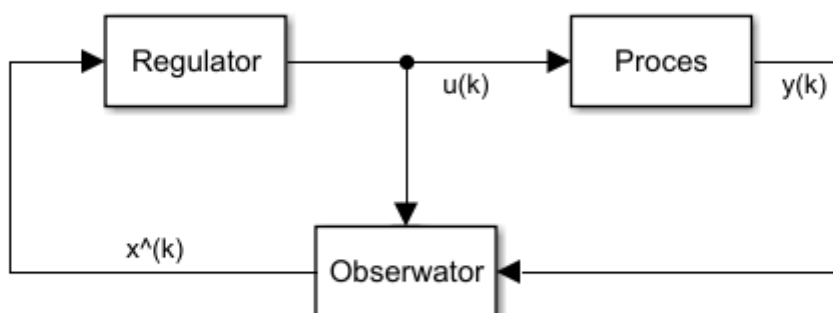 Regulator
Proces
u(k)
y(k)
x^(k)
Obserwator